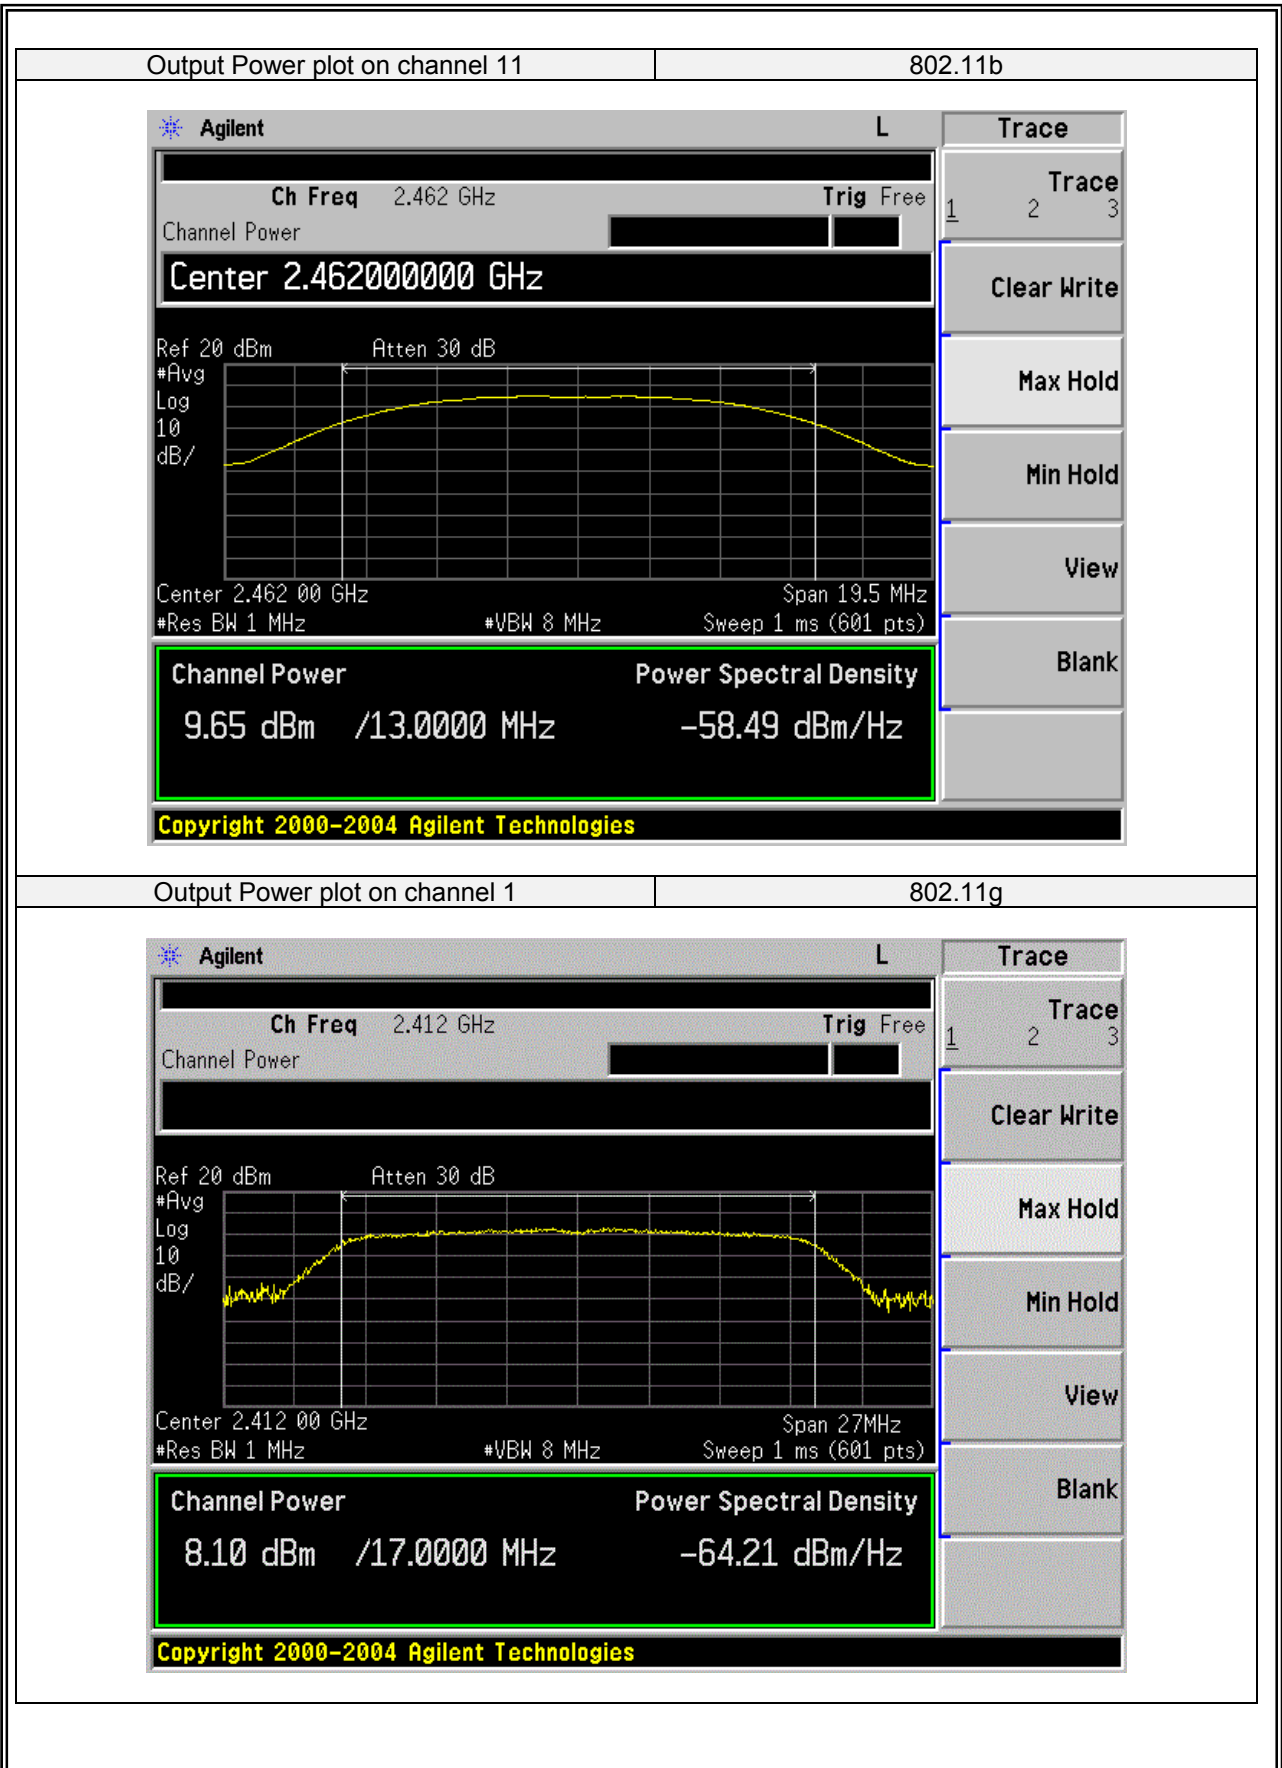 Output Power plot on channel 11 802.11b
Agilent L Trace
Ch Freq 2.462 GHz Trig Free
Channel Power
Trace
1 2 3
Center 2.462000000 GHz
Clear Write
Ref 20 dBm Atten 30 dB
#Avg
Log
10
dB/
Max Hold
Min Hold
View
Center 2.462 00 GHz Span 19.5 MHz
#Res BW 1 MHz #VBW 8 MHz Sweep 1 ms (601 pts)
Blank
Channel Power Power Spectral Density
9.65 dBm /13.0000 MHz -58.49 dBm/Hz
Copyright 2000-2004 Agilent Technologies
Output Power plot on channel 1 802.11g
Agilent L Trace
Ch Freq 2.412 GHz Trig Free
Channel Power
Trace
1 2 3
Clear Write
Ref 20 dBm Atten 30 dB
#Avg
Log
10
dB/
Max Hold
Min Hold
View
Center 2.412 00 GHz Span 27MHz
#Res BW 1 MHz #VBW 8 MHz Sweep 1 ms (601 pts)
Blank
Channel Power Power Spectral Density
8.10 dBm /17.0000 MHz -64.21 dBm/Hz
Copyright 2000-2004 Agilent Technologies